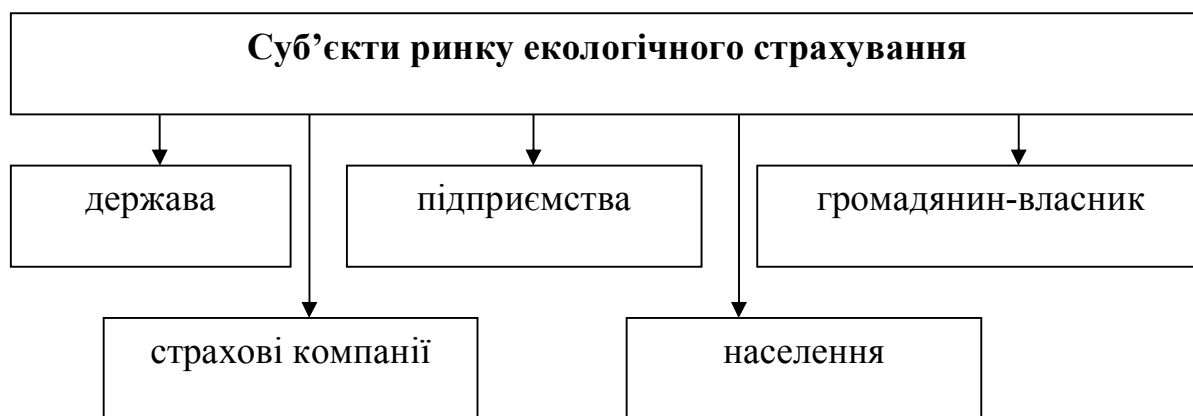 Суб’єкти ринку екологічного страхування
держава
підприємства
громадянин-власник
страхові компанії
населення